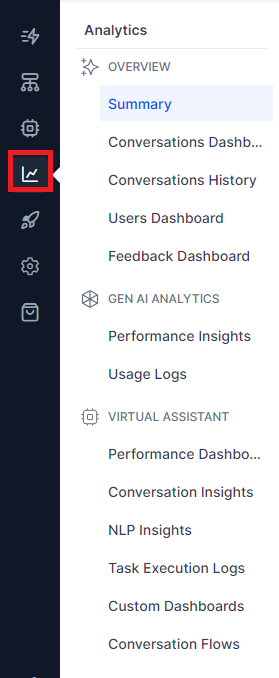 Analytics
OVERVIEW
Summary
Conversations Dashb...
Conversations History
Users Dashboard
Feedback Dashboard
GEN AI ANALYTICS
Performance Insights
Usage Logs
VIRTUAL ASSISTANT
Performance Dashbo...
Conversation Insights
NLP Insights
Task Execution Logs
Custom Dashboards
Conversation Flows